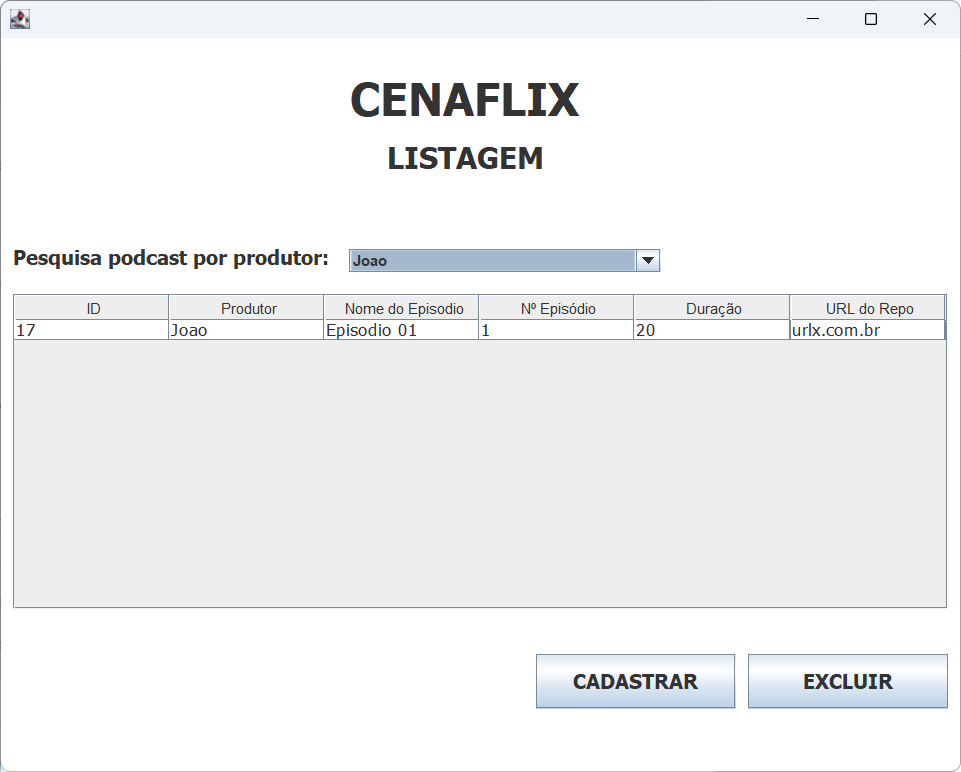 CENAFLIX
LISTAGEM
Pesquisa podcast por produtor: Joao
ID Produtor Nome do Episodio Nº Episódio Duração URL do Repo
17 Joao Episodio 01 1 20 urlx.com.br
CADASTRAR EXCLUIR